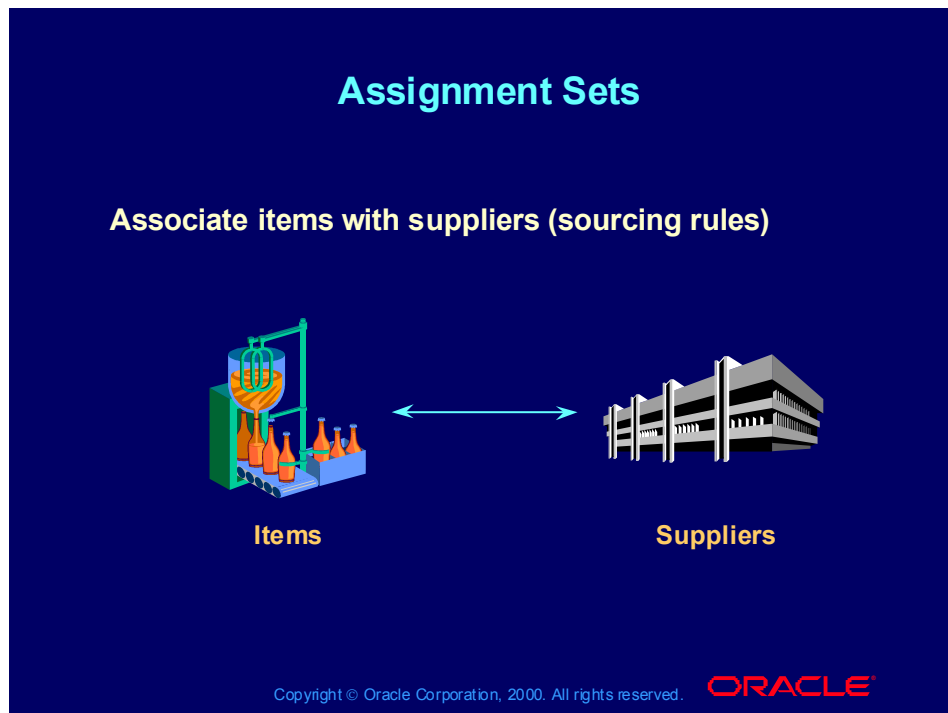 Assignment Sets
Associate items with suppliers (sourcing rules)
Items
Suppliers
Copyright © Oracle Corporation, 2000. All rights reserved.
ORACLE®